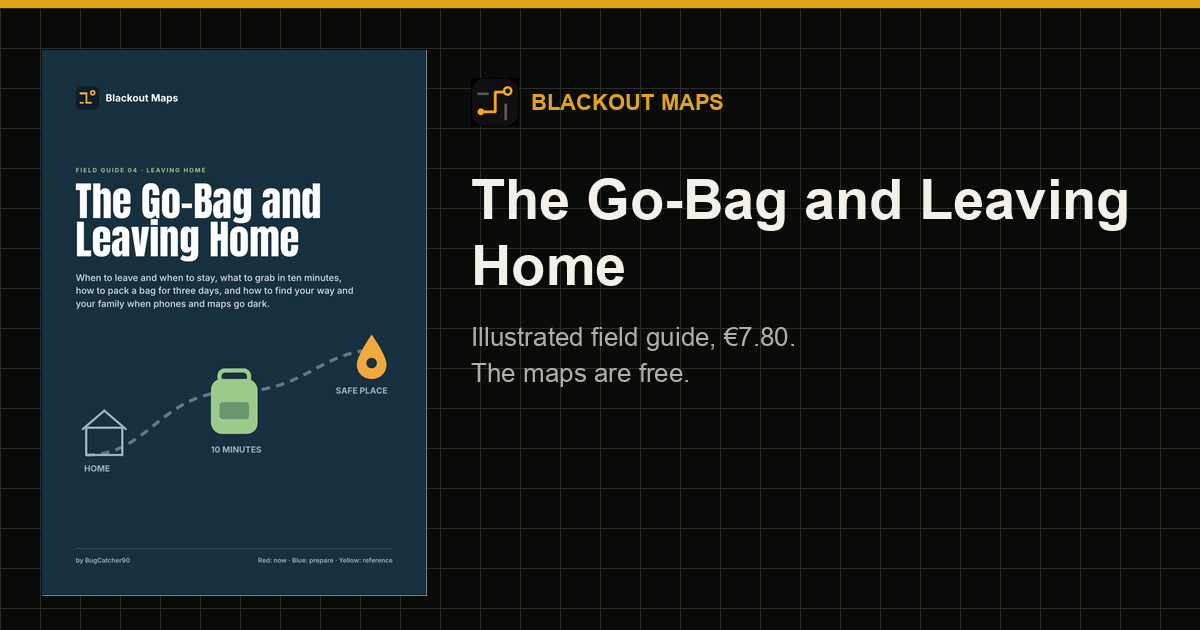 Blackout Maps
FIELD GUIDE 04 · LEAVING HOME
The Go-Bag and
Leaving Home
When to leave and when to stay, what to grab in ten minutes,
how to pack a bag for three days, and how to find your way and
your family when phones and maps go dark.
HOME
10 MINUTES
SAFE PLACE
by BugCatcher90
Red: now · Blue: prepare · Yellow: reference
BLACKOUT MAPS
The Go-Bag and Leaving
Home
Illustrated field guide, €7.80.
The maps are free.